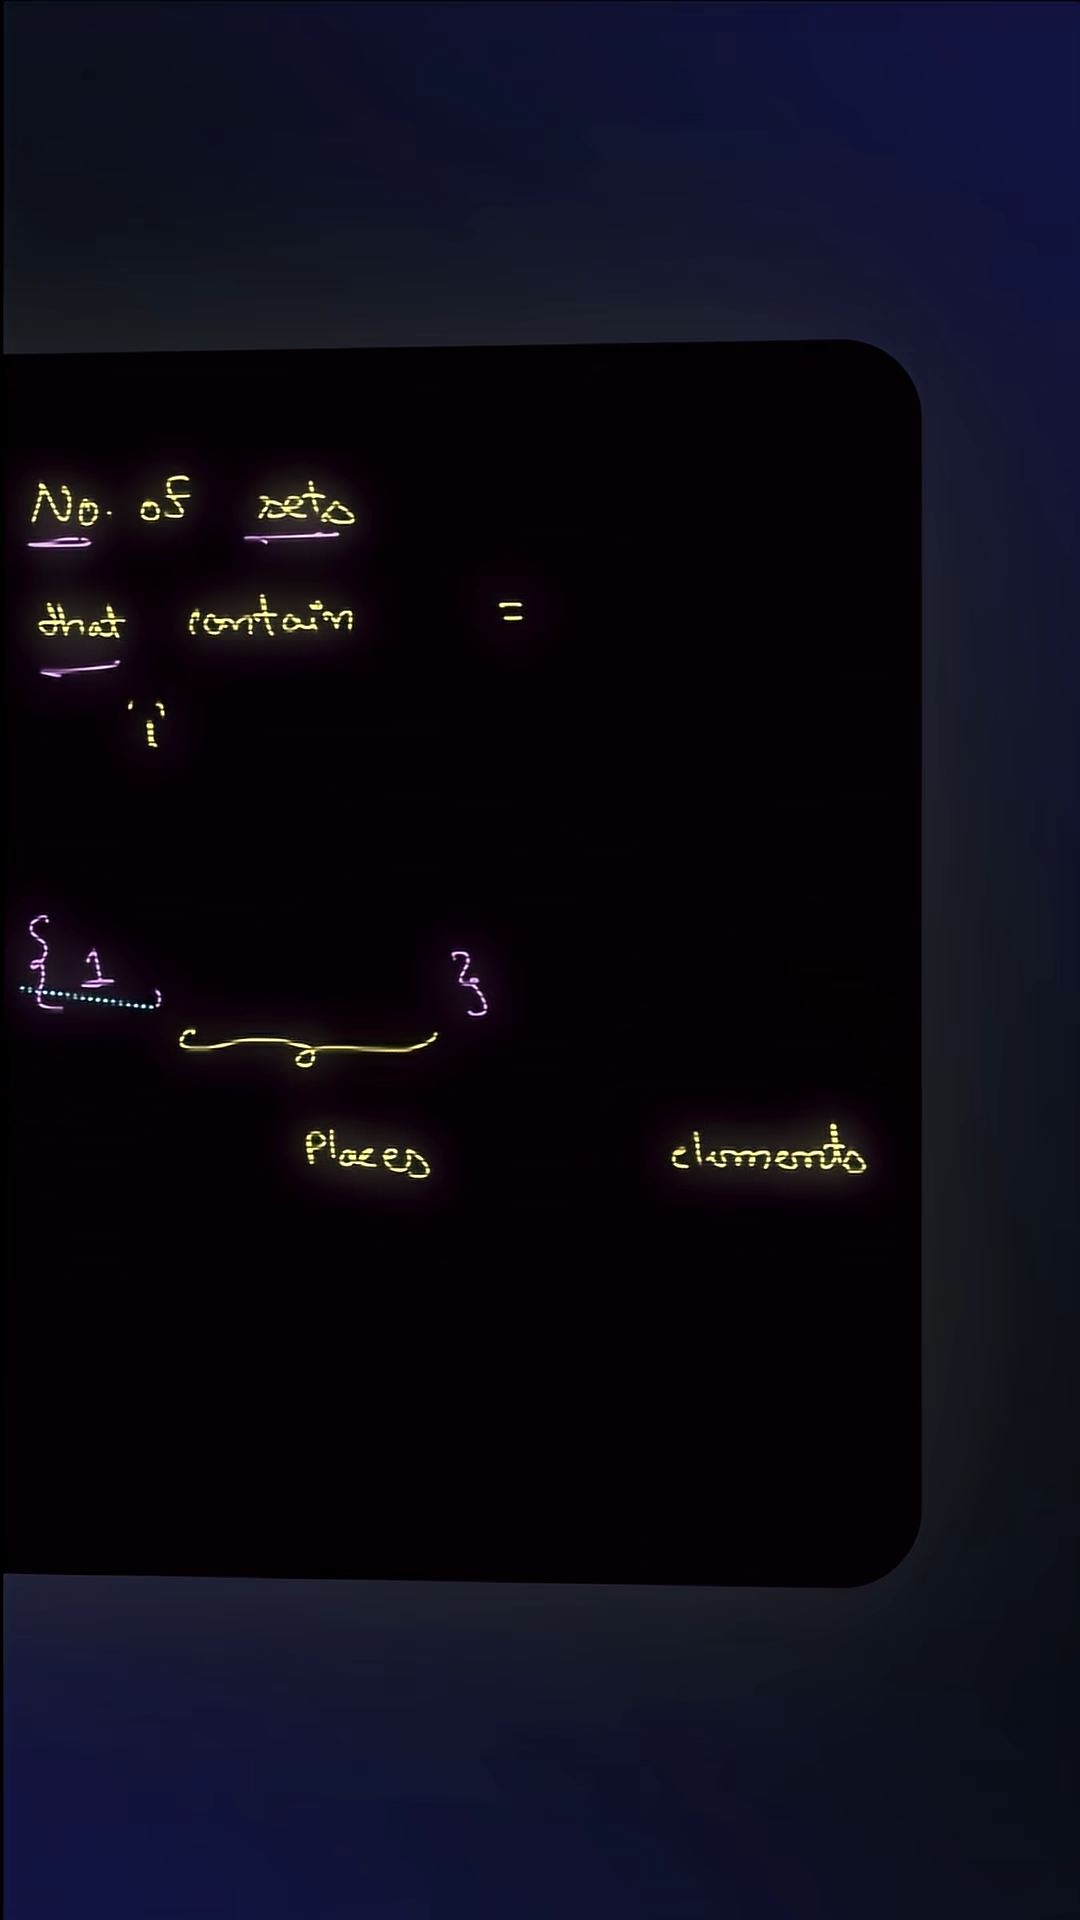 No. of sets
that contain =
'1'
{ 1 }
Places elements